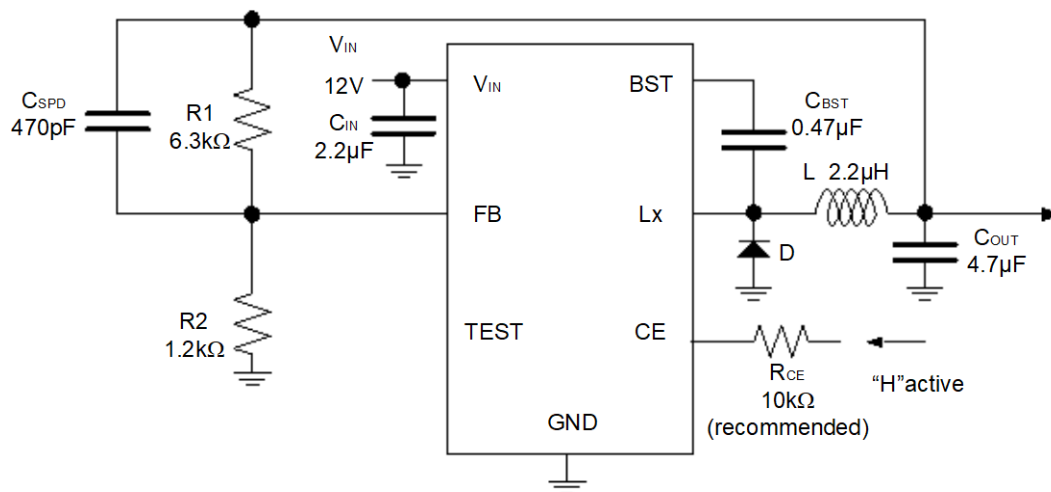 VIN
12V
CSPD
470pF
R1
6.3kΩ
CIN
2.2µF
VIN
BST
CBST
0.47µF
L 2.2µH
FB
Lx
D
COUT
4.7µF
R2
1.2kΩ
TEST
CE
RCE
10kΩ
(recommended)
“H”active
GND